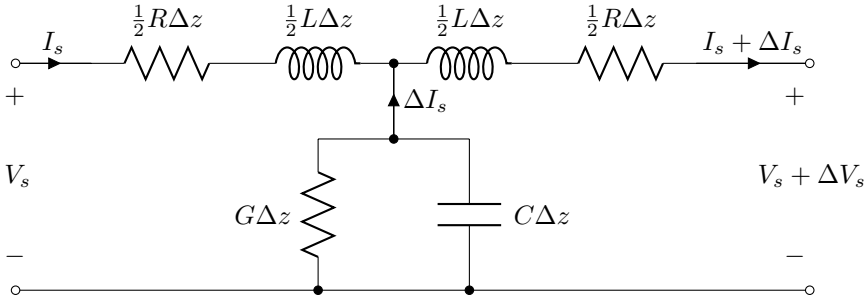 ½RΔz ½LΔz ½LΔz ½RΔz
I_s I_s + ΔI_s
+ ΔI_s +
V_s V_s + ΔV_s
GΔz CΔz
− −